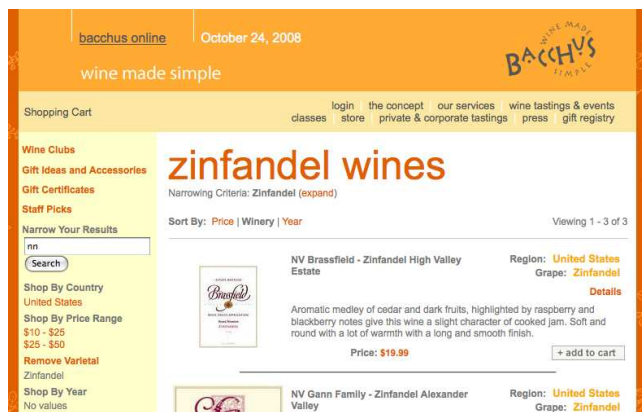 bacchus online October 24, 2008
wine made simple
WINE MADE
BACCHUS
SIMPLE
Shopping Cart
login the concept our services wine tastings & events
classes store private & corporate tastings press gift registry
Wine Clubs
Gift Ideas and Accessories
Gift Certificates
Staff Picks
Narrow Your Results
nn
Search
Shop By Country
United States
Shop By Price Range
$10 - $25
$25 - $50
Remove Varietal
Zinfandel
Shop By Year
No values
zinfandel wines
Narrowing Criteria: Zinfandel (expand)
Sort By: Price | Winery | Year Viewing 1 - 3 of 3
Brassfield
NV Brassfield - Zinfandel High Valley
Estate
Region: United States
Grape: Zinfandel
Details
Aromatic medley of cedar and dark fruits, highlighted by raspberry and
blackberry notes give this wine a slight character of cooked jam. Soft and
round with a lot of warmth with a long and smooth finish.
Price: $19.99 + add to cart
NV Gann Family - Zinfandel Alexander
Valley
Region: United States
Grape: Zinfandel